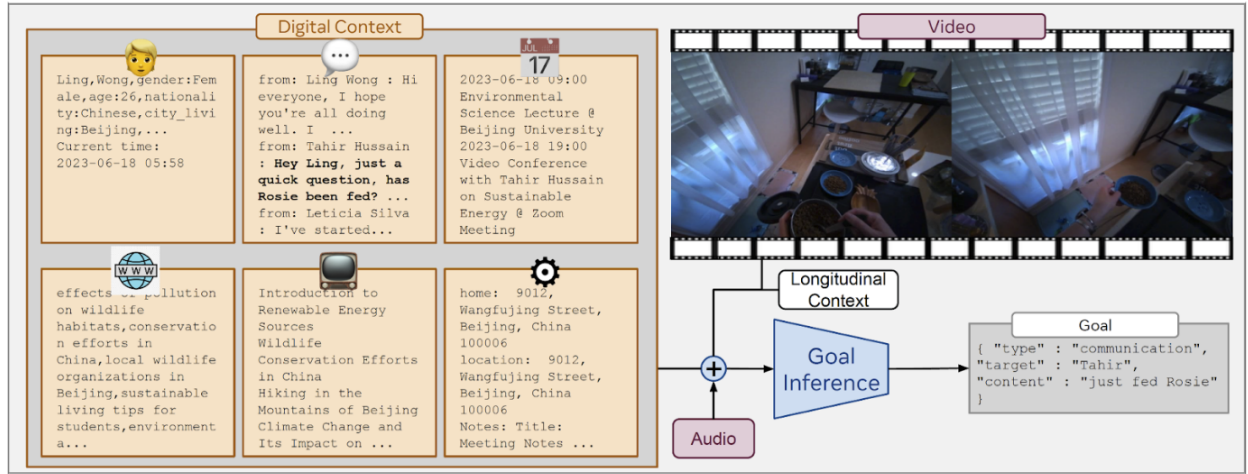 Digital Context
Video
Ling,Wong,gender:Fem
ale,age:26,nationali
ty:Chinese,city_livi
ng:Beijing,...
Current time:
2023-06-18 05:58
from: Ling Wong : Hi
everyone, I hope
you're all doing
well. I ...
from: Tahir Hussain
: Hey Ling, just a
quick question, has
Rosie been fed? ...
from: Leticia Silva
: I've started...
JUL
17
2023-06-18 09:00
Environmental
Science Lecture @
Beijing University
2023-06-18 19:00
Video Conference
with Tahir Hussain
on Sustainable
Energy @ Zoom
Meeting
WWW
effects of pollution
on wildlife
habitats,conservatio
n efforts in
China,local wildlife
organizations in
Beijing,sustainable
living tips for
students,environment
a...
Introduction to
Renewable Energy
Sources
Wildlife
Conservation Efforts
in China
Hiking in the
Mountains of Beijing
Climate Change and
Its Impact on ...
home: 9012,
Wangfujing Street,
Beijing, China
100006
location: 9012,
Wangfujing Street,
Beijing, China
100006
Notes: Title:
Meeting Notes ...
Longitudinal
Context
+
Audio
Goal
Inference
Goal
{ "type" : "communication",
"target" : "Tahir",
"content" : "just fed Rosie"
}